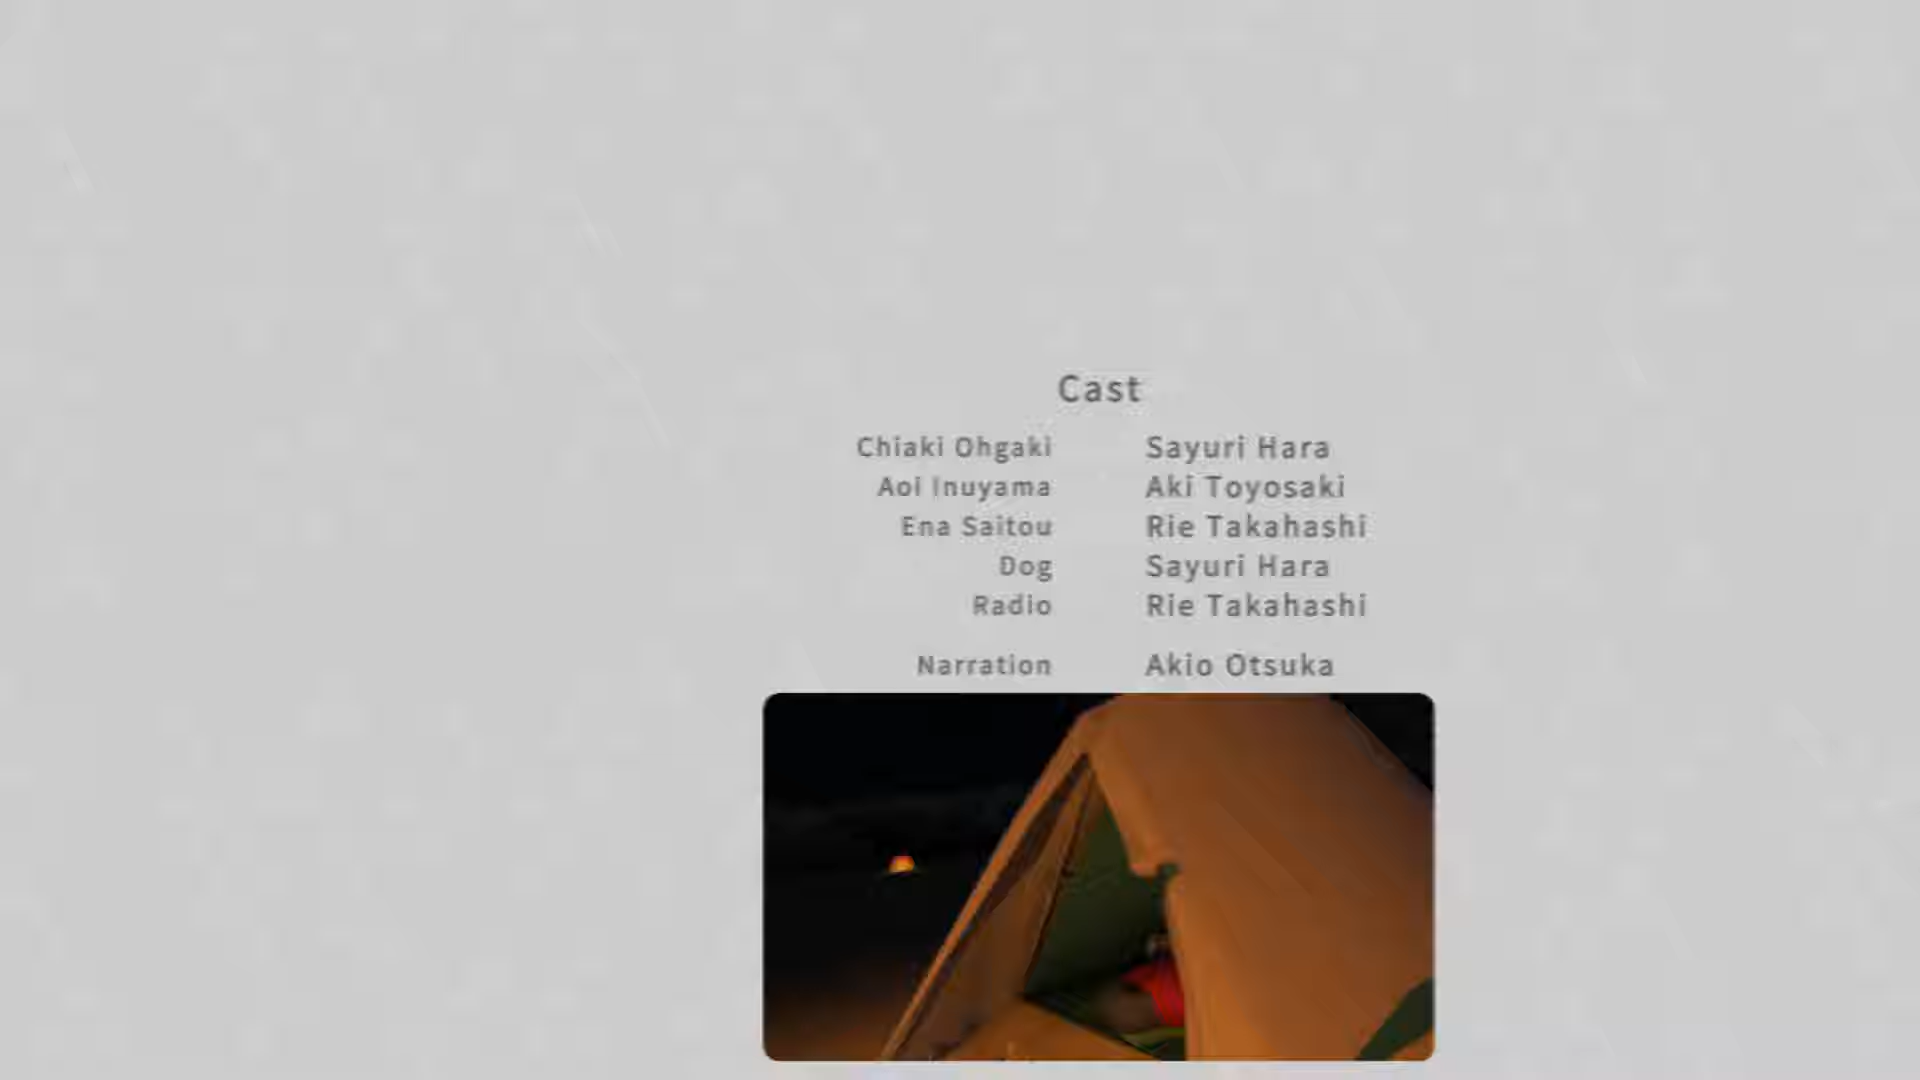 Cast
Chiaki Ohgaki Sayuri Hara
Aoi Inuyama Aki Toyosaki
Ena Saitou Rie Takahashi
Dog Sayuri Hara
Radio Rie Takahashi
Narration Akio Otsuka